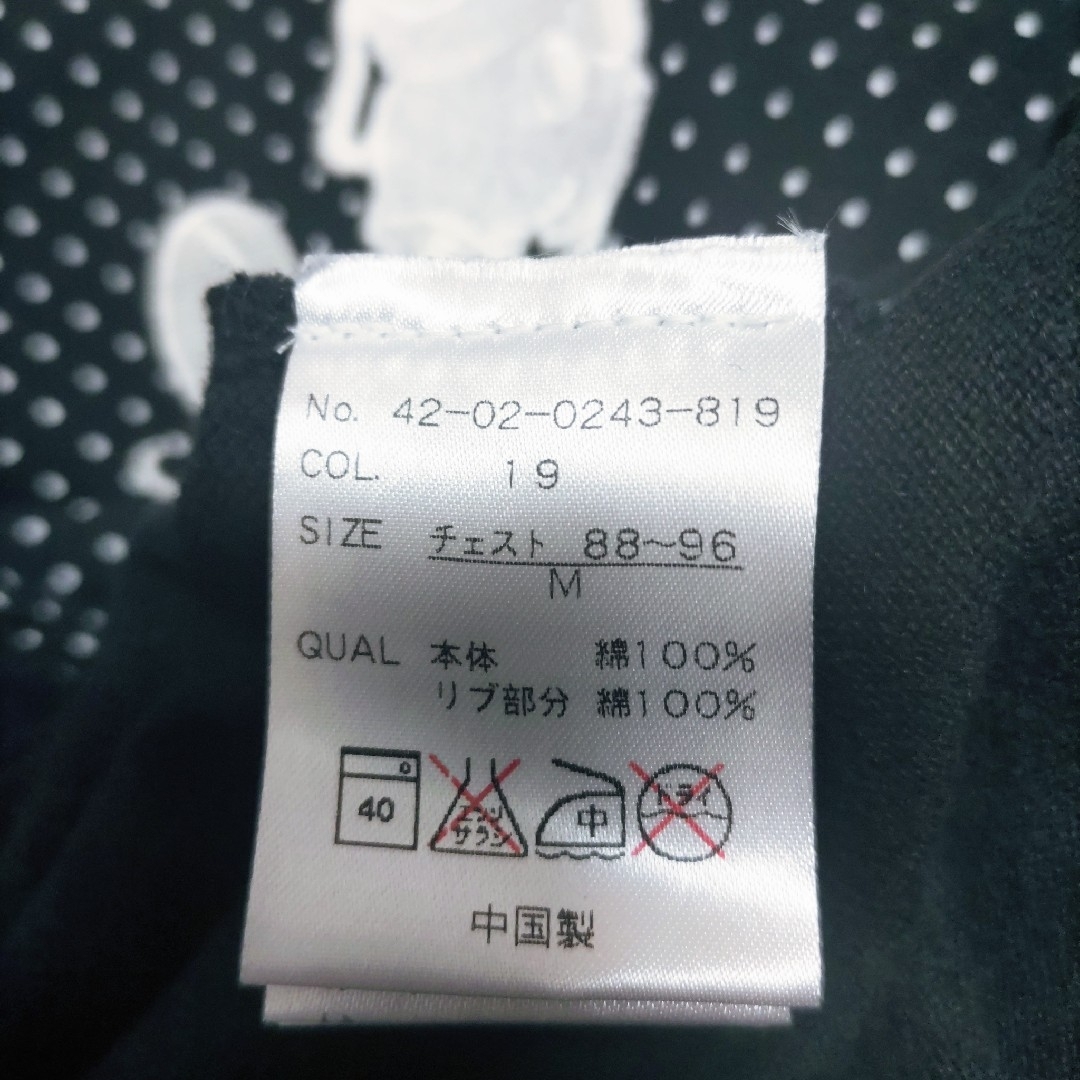 No. 42-02-0243-819
COL. 19
SIZE チェスト 88~96
M
QUAL 本体 綿100%
リブ部分 綿100%
40 エンソサラシ 中 ドライ
中国製